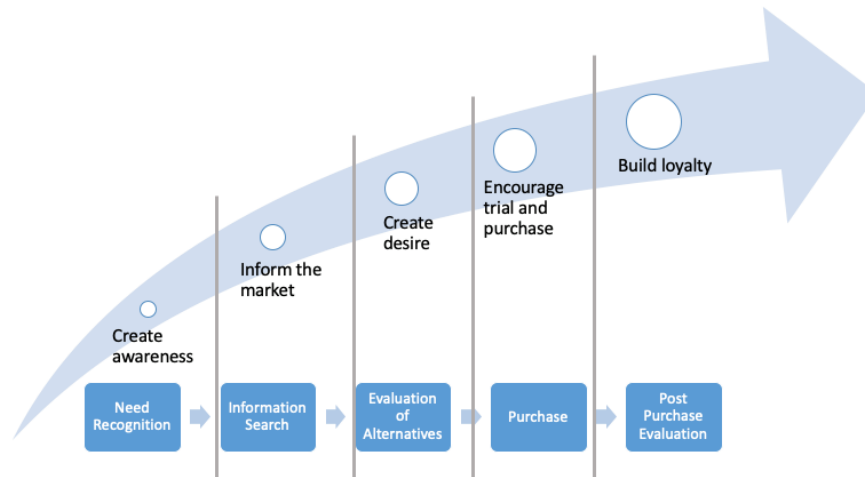 Create
awareness
Inform the
market
Create
desire
Encourage
trial and
purchase
Build loyalty
Need
Recognition
Information
Search
Evaluation
of
Alternatives
Purchase
Post
Purchase
Evaluation